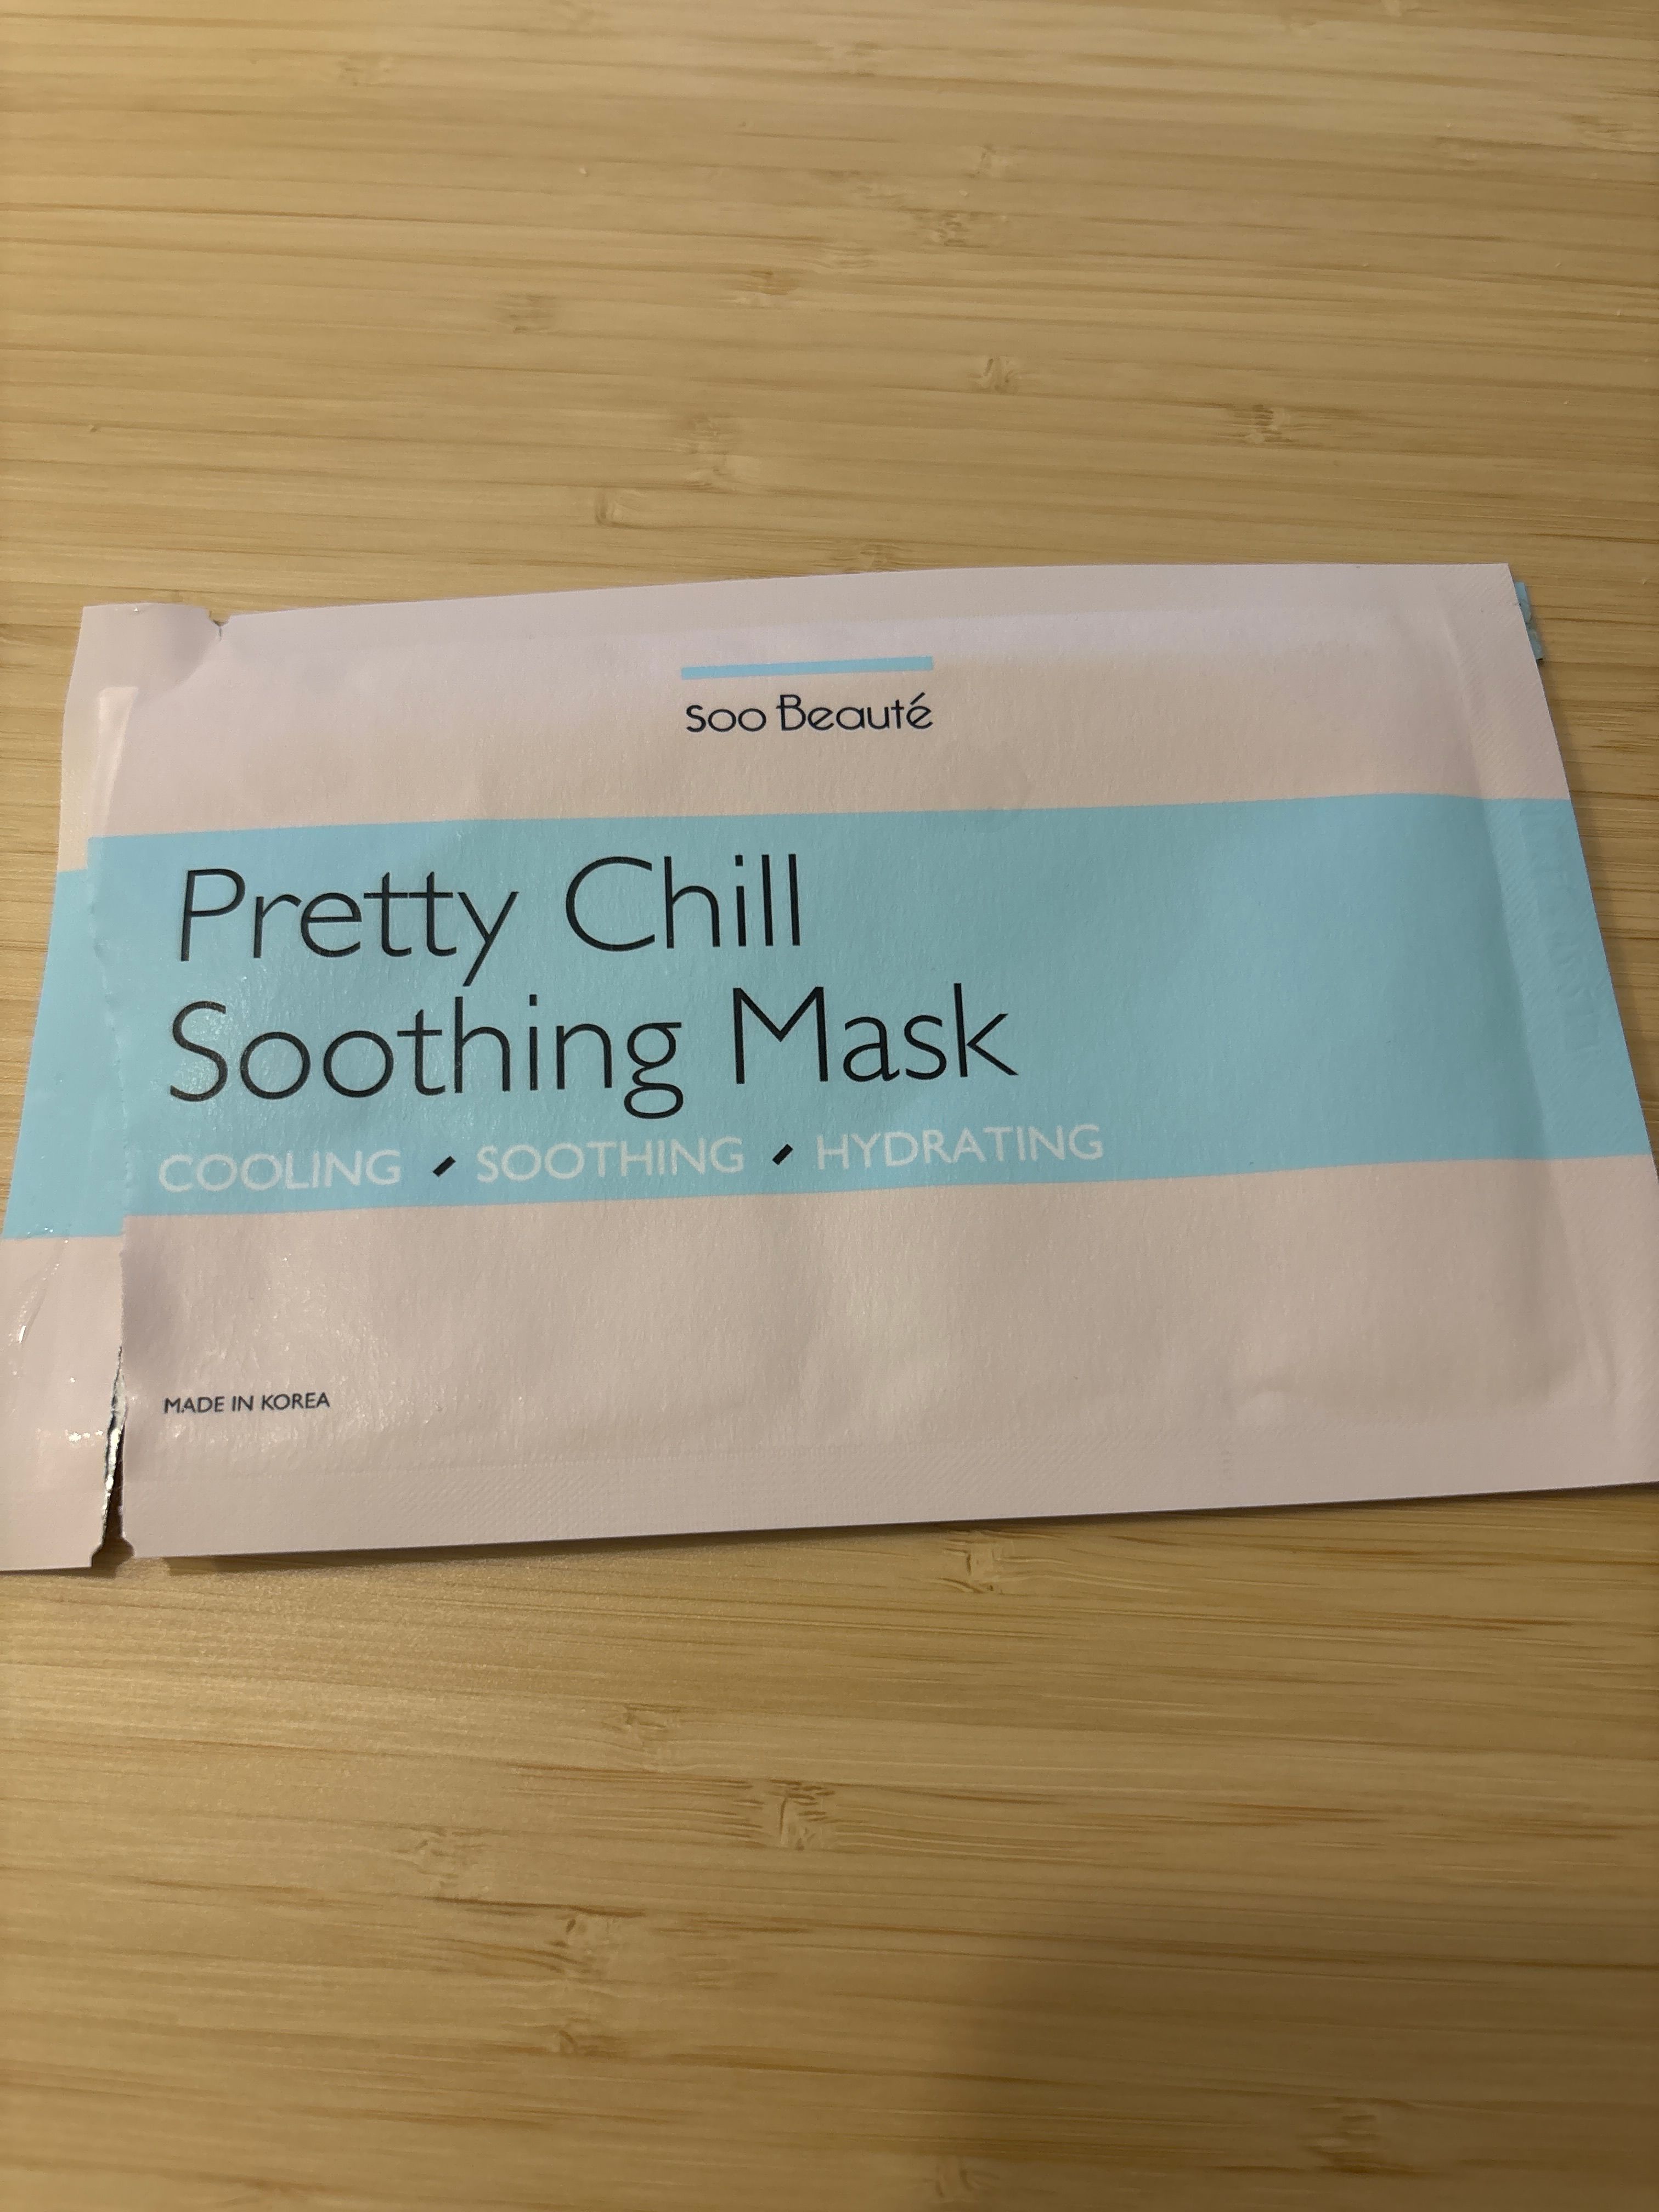 soo Beauté
Pretty Chill
Soothing Mask
COOLING SOOTHING HYDRATING
MADE IN KOREA